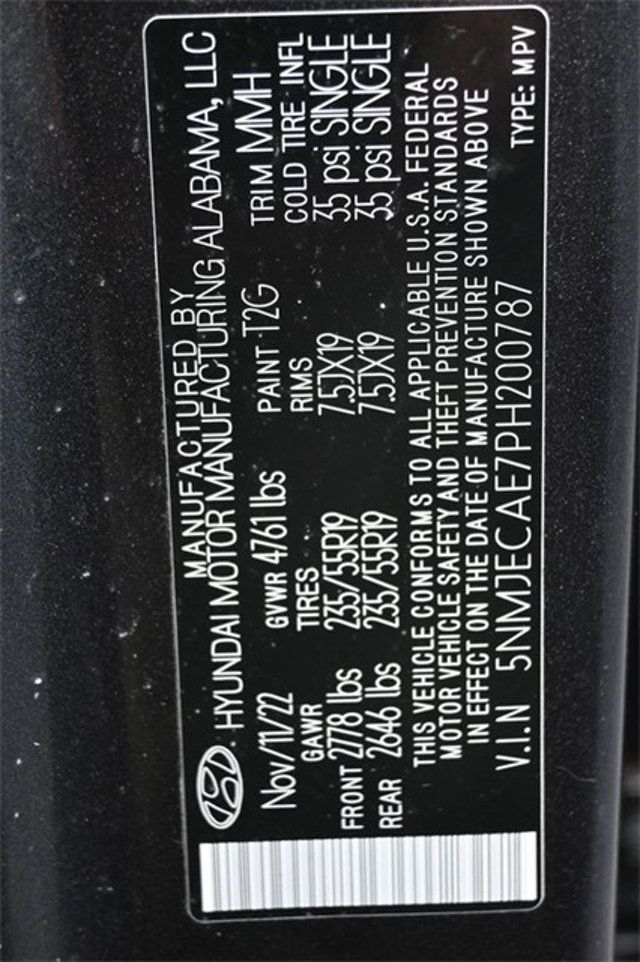 MANUFACTURED BY
HYUNDAI MOTOR MANUFACTURING ALABAMA, LLC
Nov/11/22 GVWR 4761 lbs PAINT T2G TRIM MMH
GAWR TIRES RIMS COLD TIRE INFL
FRONT 2778 lbs 235/55R19 7.5JX19 35 psi SINGLE
REAR 2646 lbs 235/55R19 7.5JX19 35 psi SINGLE
THIS VEHICLE CONFORMS TO ALL APPLICABLE U.S.A. FEDERAL
MOTOR VEHICLE SAFETY AND THEFT PREVENTION STANDARDS
IN EFFECT ON THE DATE OF MANUFACTURE SHOWN ABOVE
V.I.N 5NMJECAE7PH200787 TYPE: MPV